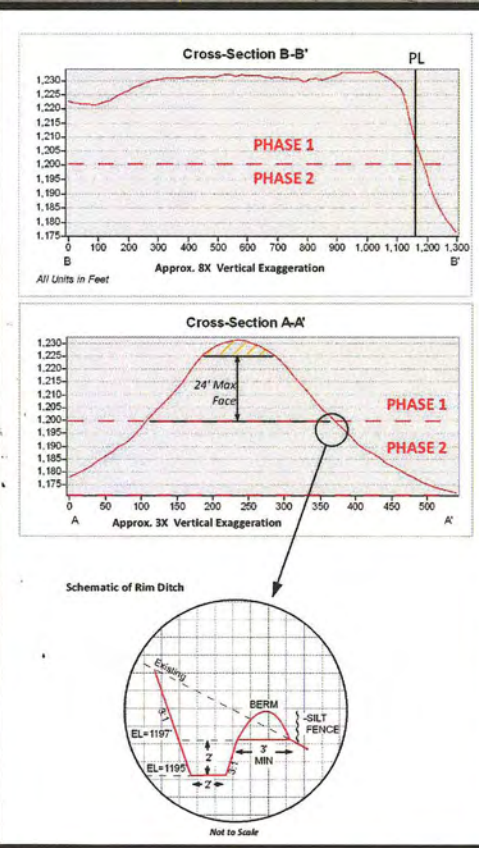 Cross-Section B-B'
PL
1,230
1,225
1,220
1,215
1,210
1,205
1,200
1,195
1,190
1,185
1,180
1,175
PHASE 1
PHASE 2
0 100 200 300 400 500 600 700 800 900 1,000 1,100 1,200 1,300
B B'
All Units in Feet
Approx. 8X Vertical Exaggeration
Cross-Section A-A'
1,230
1,225
1,220
1,215
1,210
1,205
1,200
1,195
1,190
1,185
1,180
1,175
24' Max
Face
PHASE 1
PHASE 2
0 50 100 150 200 250 300 350 400 450 500
A A'
Approx. 3X Vertical Exaggeration
Schematic of Rim Ditch
Existing
3:1
BERM
SILT
FENCE
EL=1197'
2'
3:1
3'
MIN
EL=1195'
2'
Not to Scale